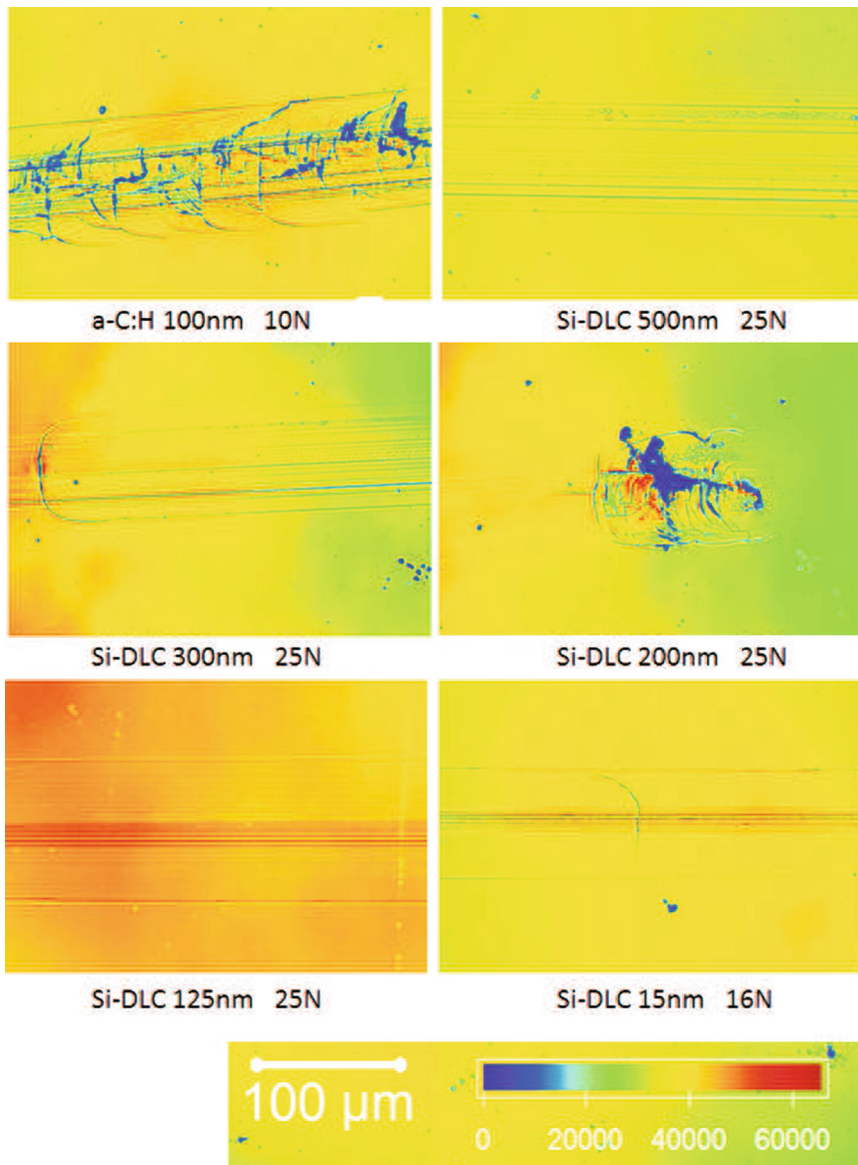 a-C:H 100nm 10N
Si-DLC 500nm 25N
Si-DLC 300nm 25N
Si-DLC 200nm 25N
Si-DLC 125nm 25N
Si-DLC 15nm 16N
100 µm
0 20000 40000 60000